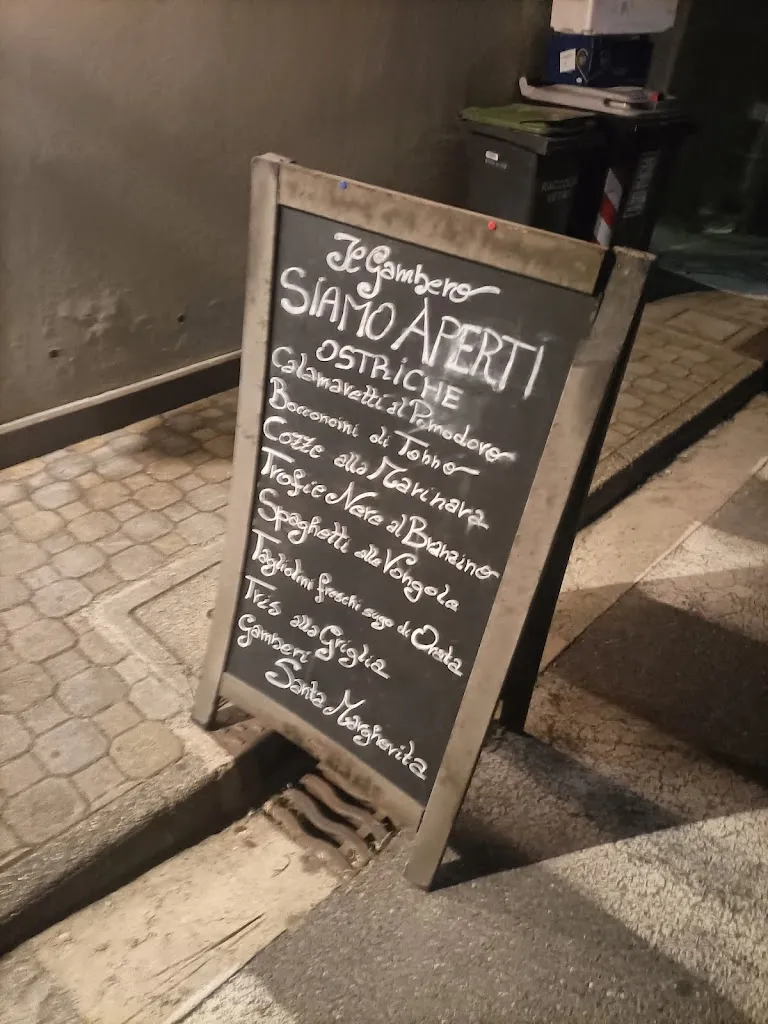 Il Gambero
SIAMO APERTI
OSTRICHE
Calamaretti al Pomodoro
Bocconcini di Tonno
Cozze alla Marinara
Trofie Nere al Branzino
Spaghetti alle Vongole
Tagliolini freschi sugo di Orata
Tris alla Griglia
Gamberi
Santa Margherita